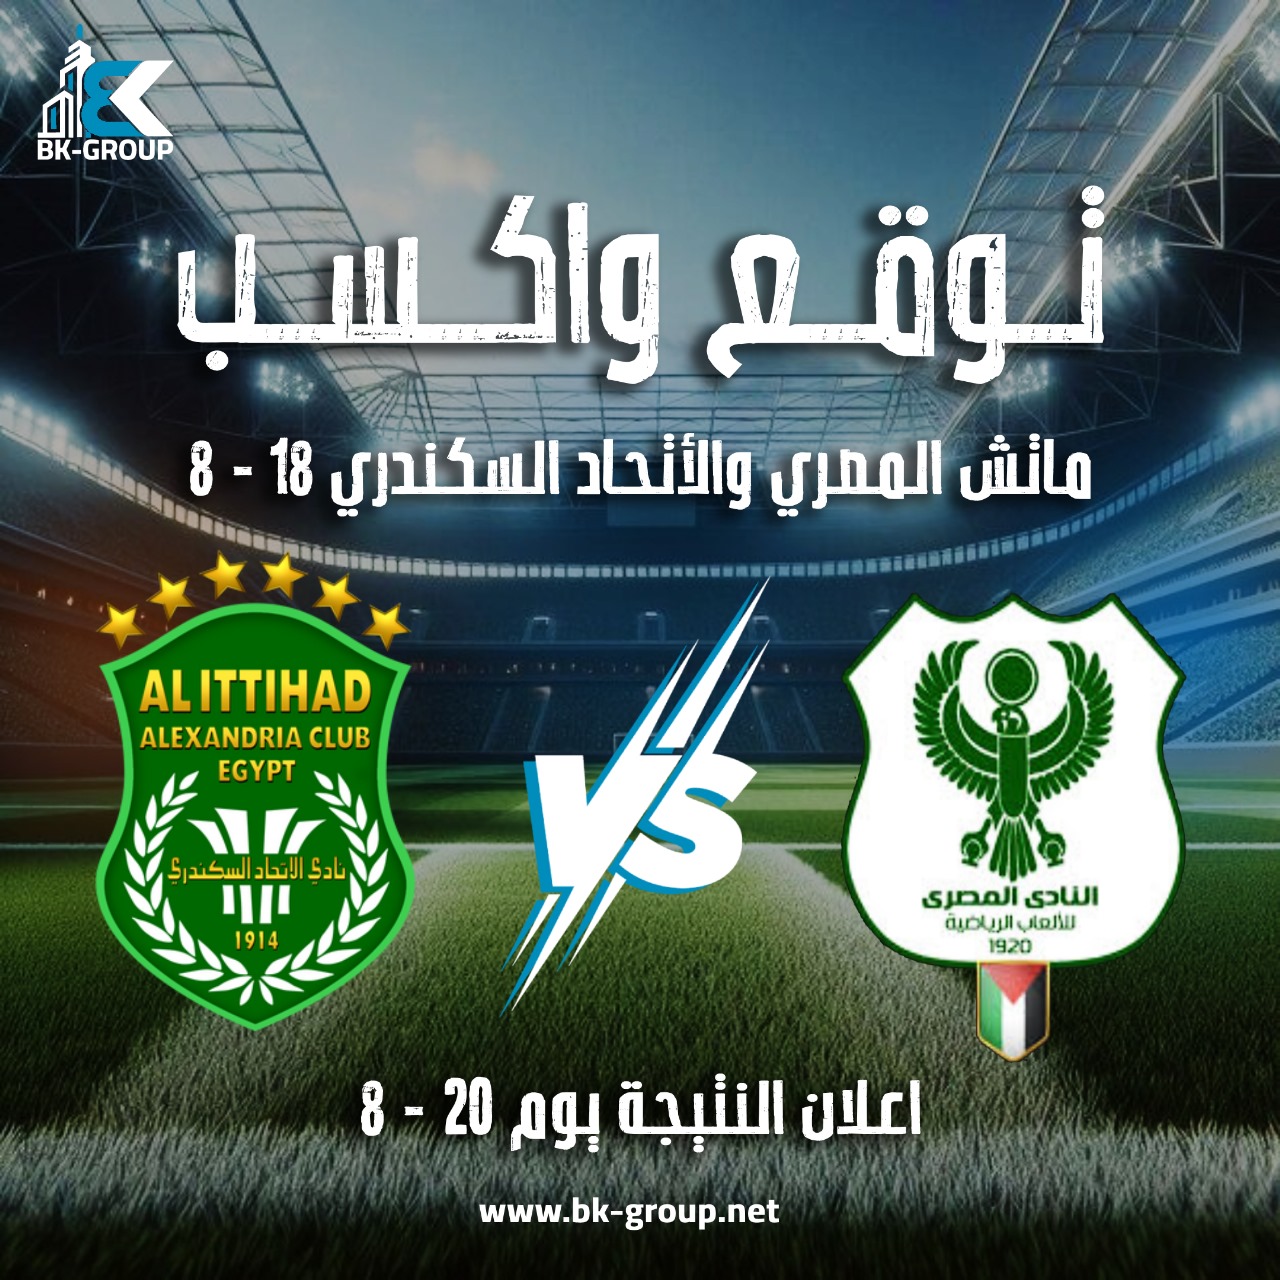 BK-GROUP
توقع واكسب
ماتش المصري والأتحاد السكندري 18 - 8
AL ITTIHAD
ALEXANDRIA CLUB
EGYPT
نادي الاتحاد السكندري
1914
VS
النادى المصرى
للألعاب الرياضية
1920
اعلان النتيجة يوم 20 - 8
www.bk-group.net